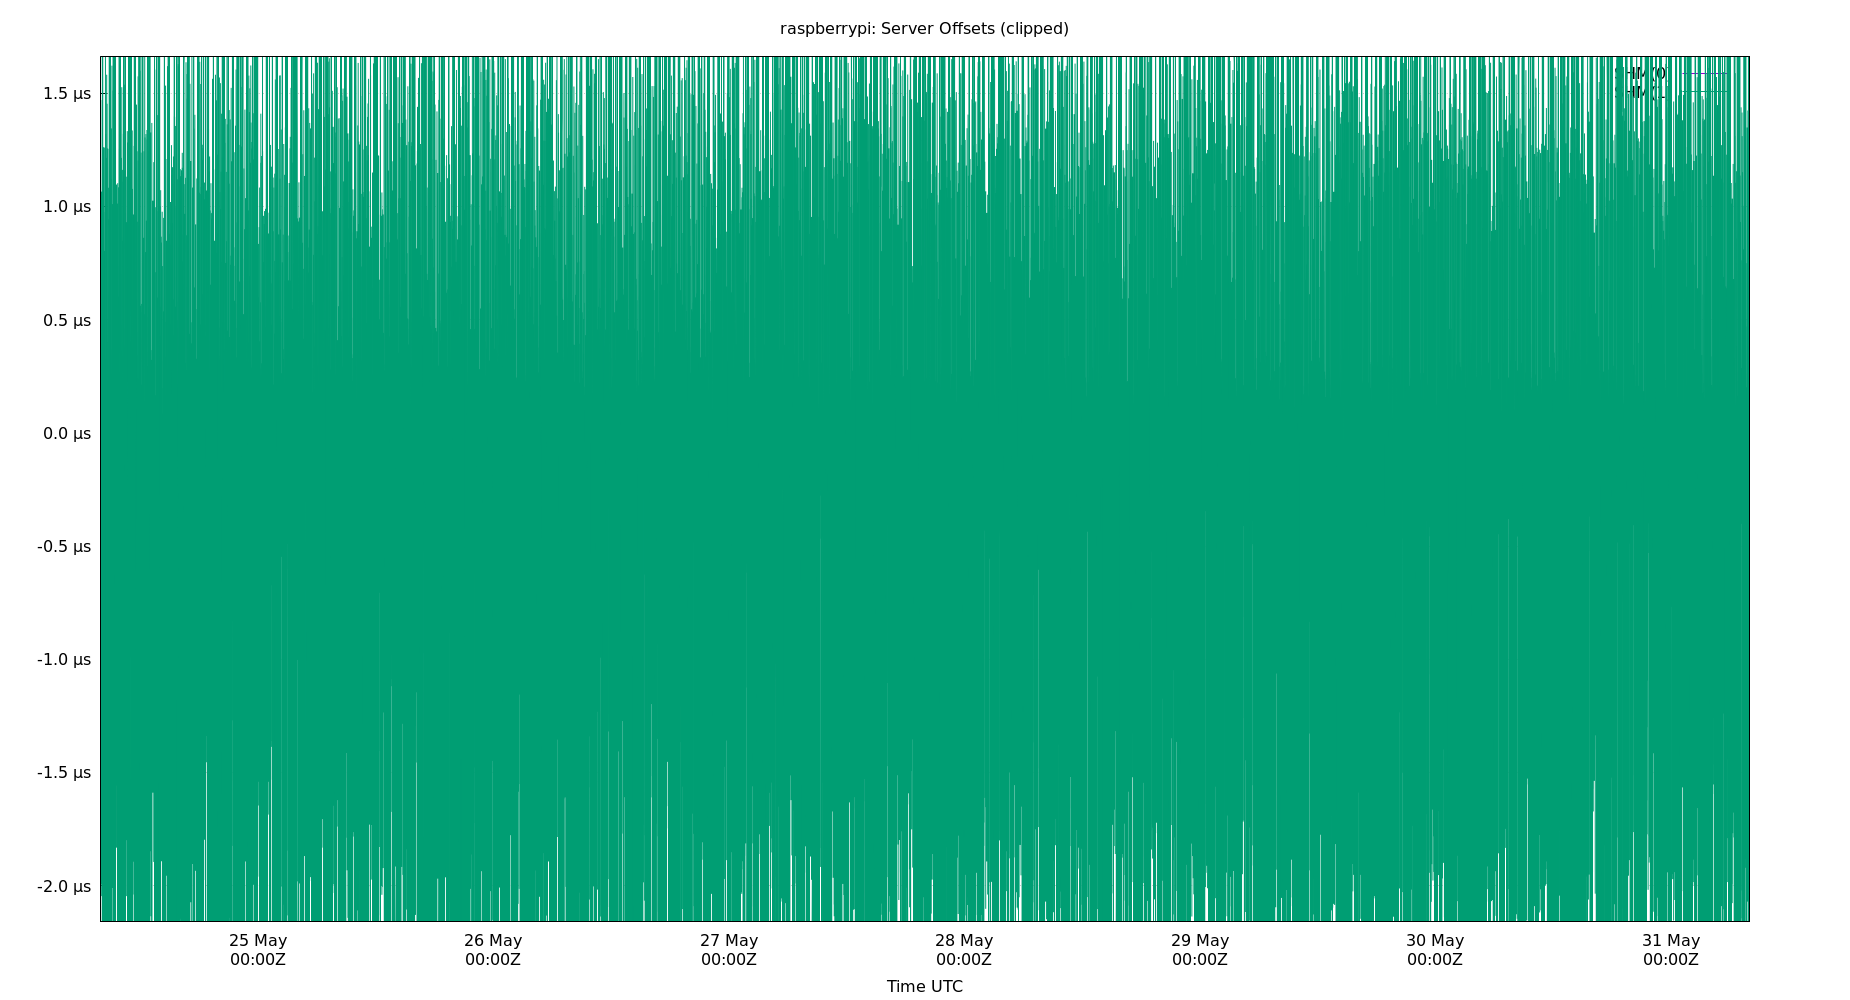 raspberrypi: Server Offsets (clipped)
1.5 µs
1.0 µs
0.5 µs
0.0 µs
-0.5 µs
-1.0 µs
-1.5 µs
-2.0 µs
25 May 26 May 27 May 28 May 29 May 30 May 31 May
00:00Z 00:00Z 00:00Z 00:00Z 00:00Z 00:00Z 00:00Z
Time UTC